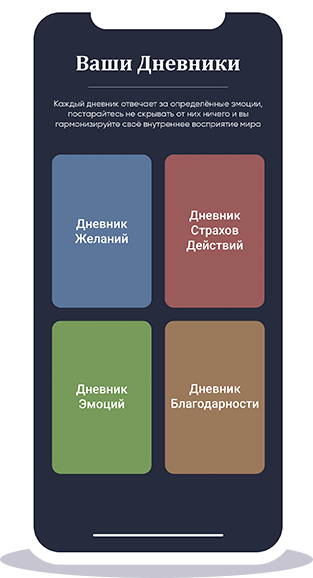 Ваши Дневники
Каждый дневник отвечает за определённые эмоции,
постарайтесь не скрывать от них ничего и вы
гармонизируйте своё внутреннее восприятие мира
Дневник
Желаний
Дневник
Страхов
Действий
Дневник
Эмоций
Дневник
Благодарности